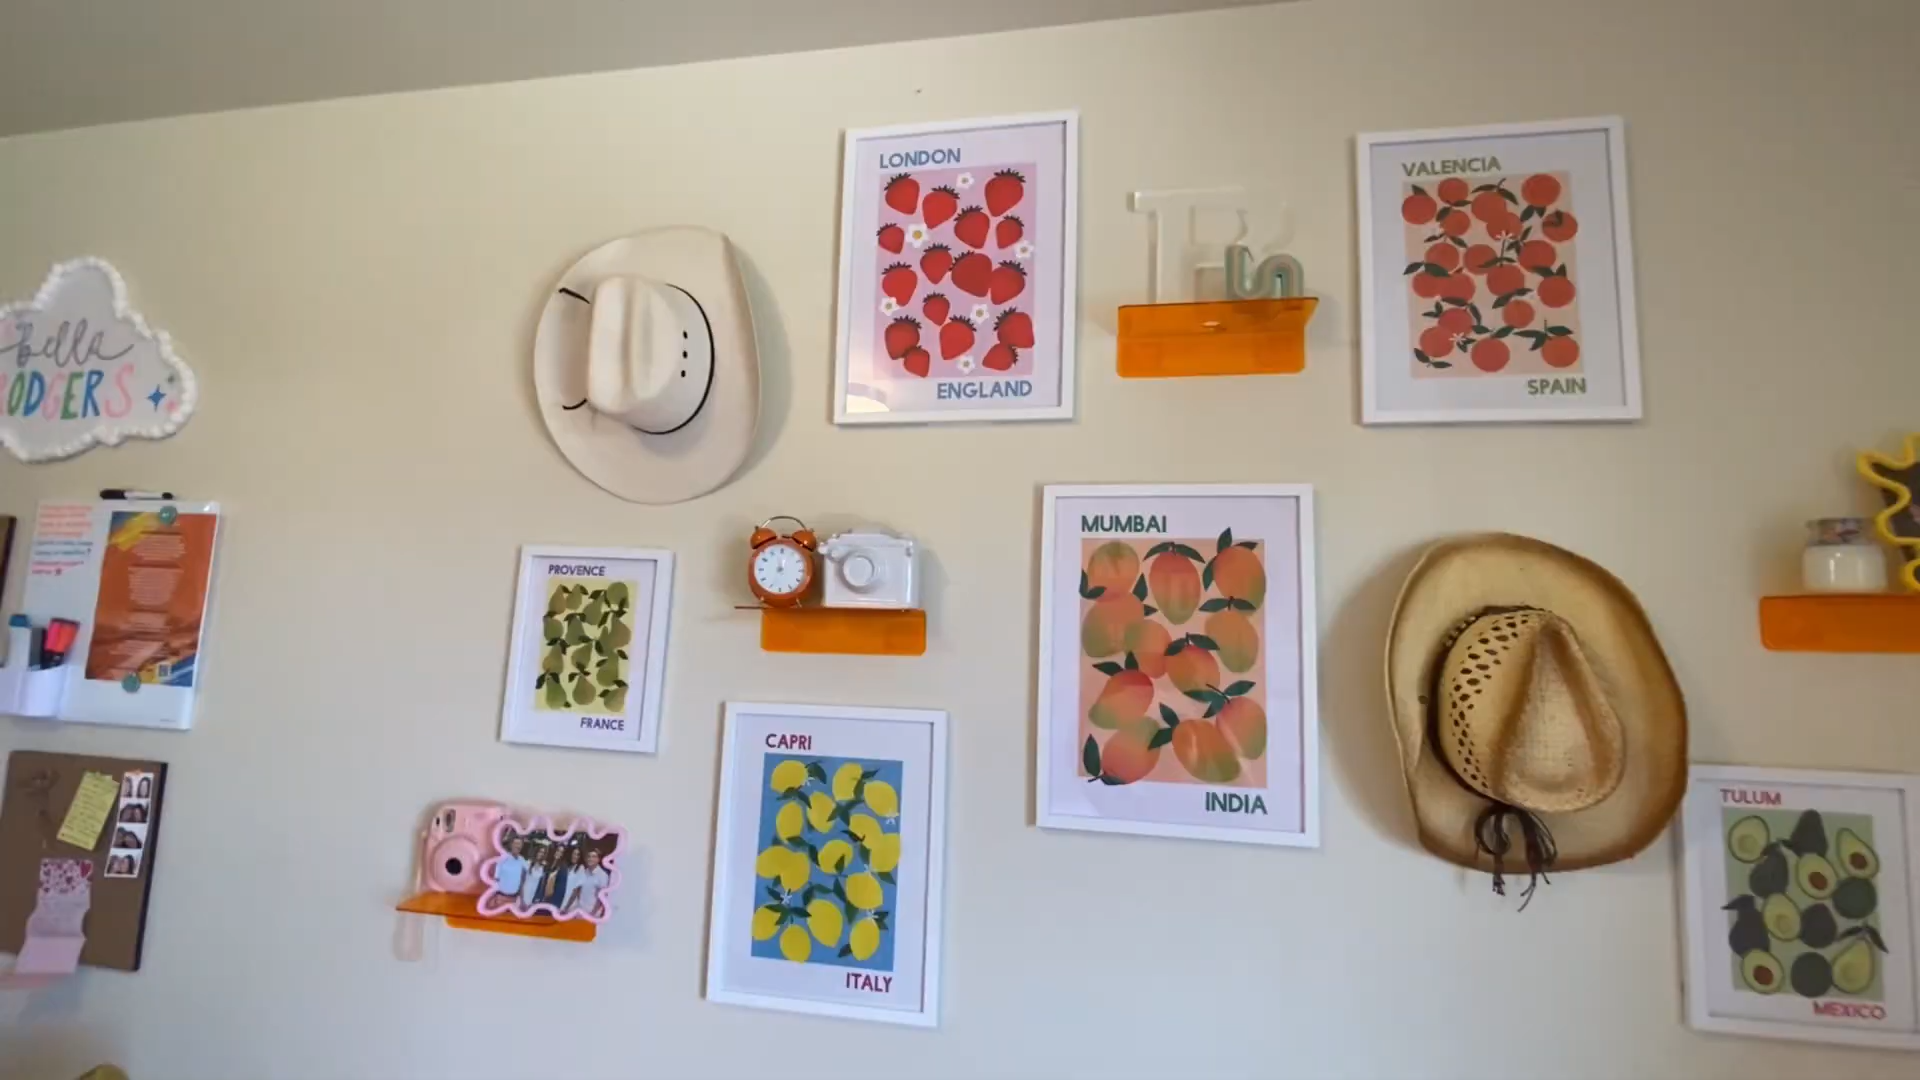 LONDON
ENGLAND
VALENCIA
SPAIN
bella
RODGERS
MUMBAI
INDIA
PROVENCE
FRANCE
CAPRI
ITALY
TULUM
MEXICO